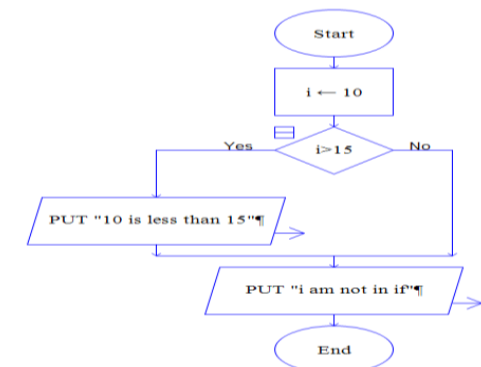 Start
i ← 10
i>15
Yes
No
PUT "10 is less than 15"¶
PUT "i am not in if"¶
End